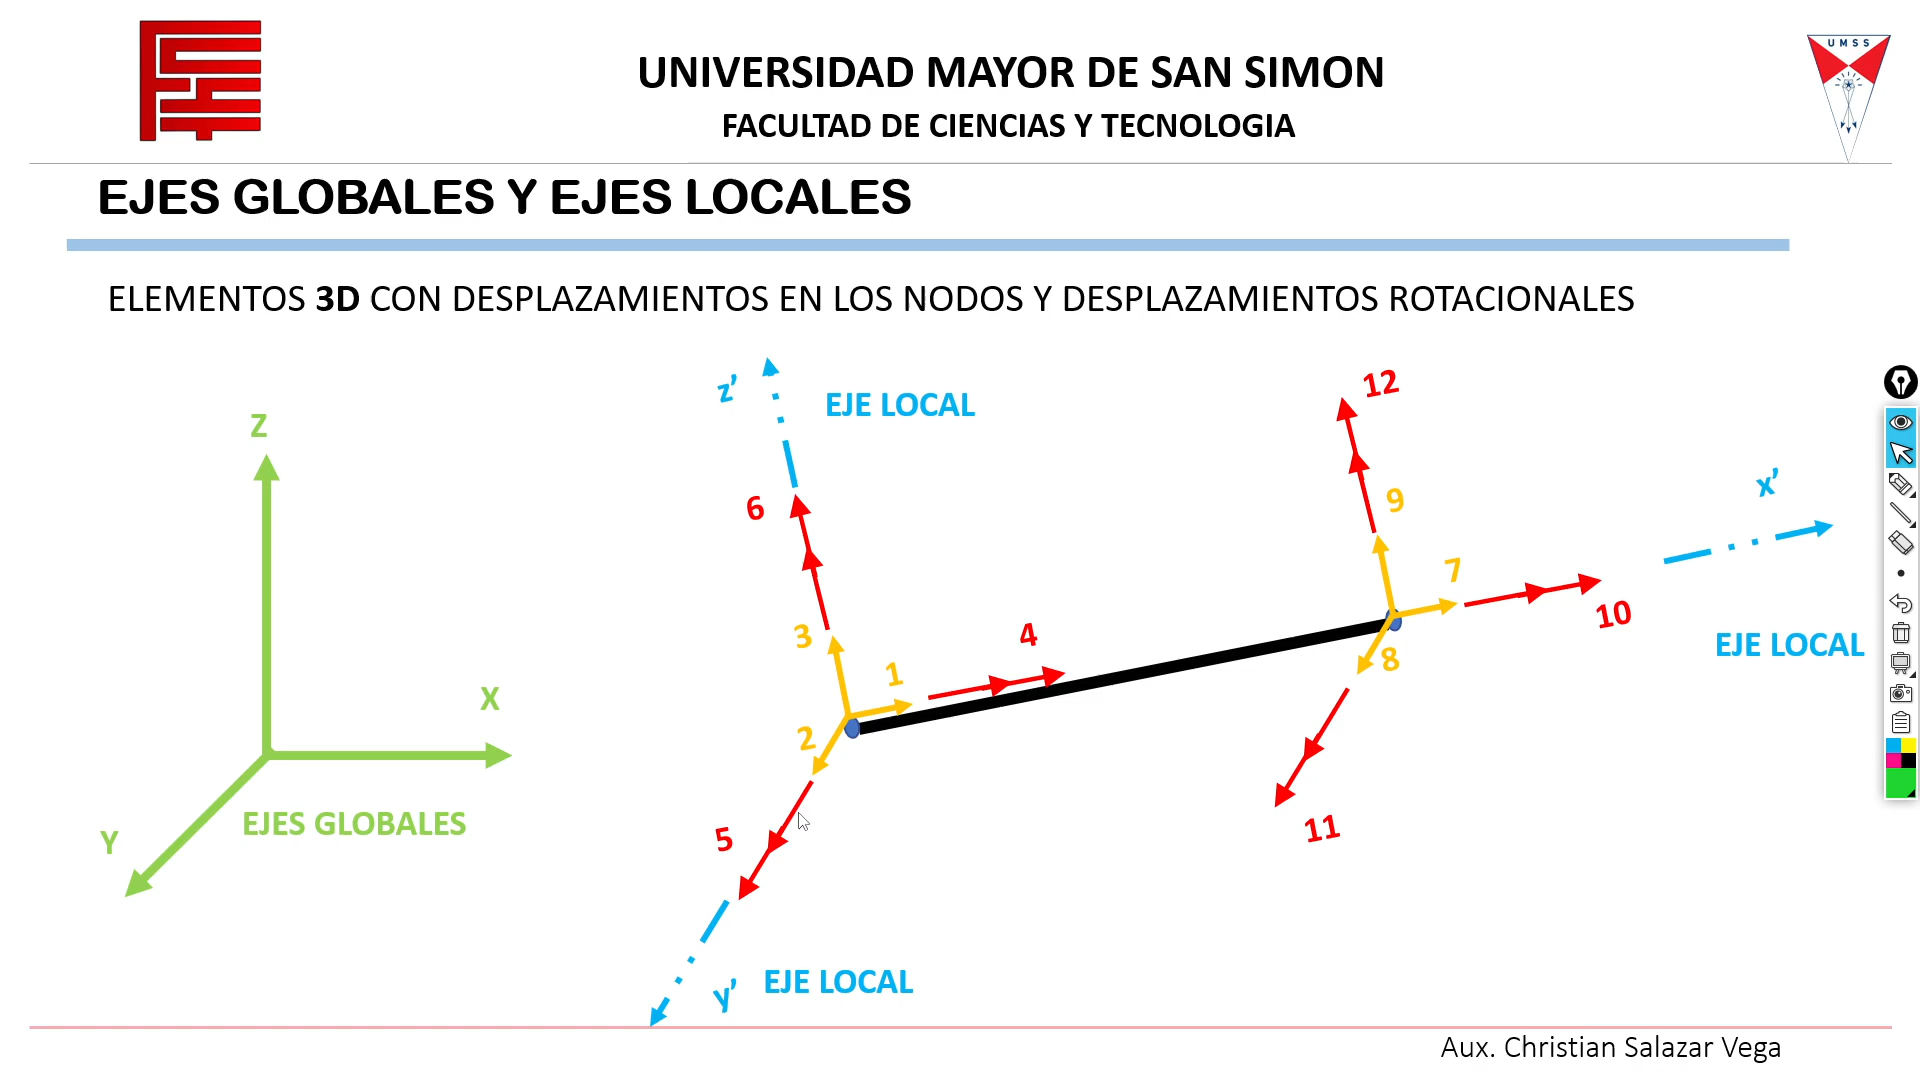 UNIVERSIDAD MAYOR DE SAN SIMON
FACULTAD DE CIENCIAS Y TECNOLOGIA
UMSS
EJES GLOBALES Y EJES LOCALES
ELEMENTOS 3D CON DESPLAZAMIENTOS EN LOS NODOS Y DESPLAZAMIENTOS ROTACIONALES
z’
EJE LOCAL
12
Z
x’
6
9
7
10
3
4
EJE LOCAL
1
8
X
2
EJES GLOBALES
Y
5
11
y’
EJE LOCAL
Aux. Christian Salazar Vega